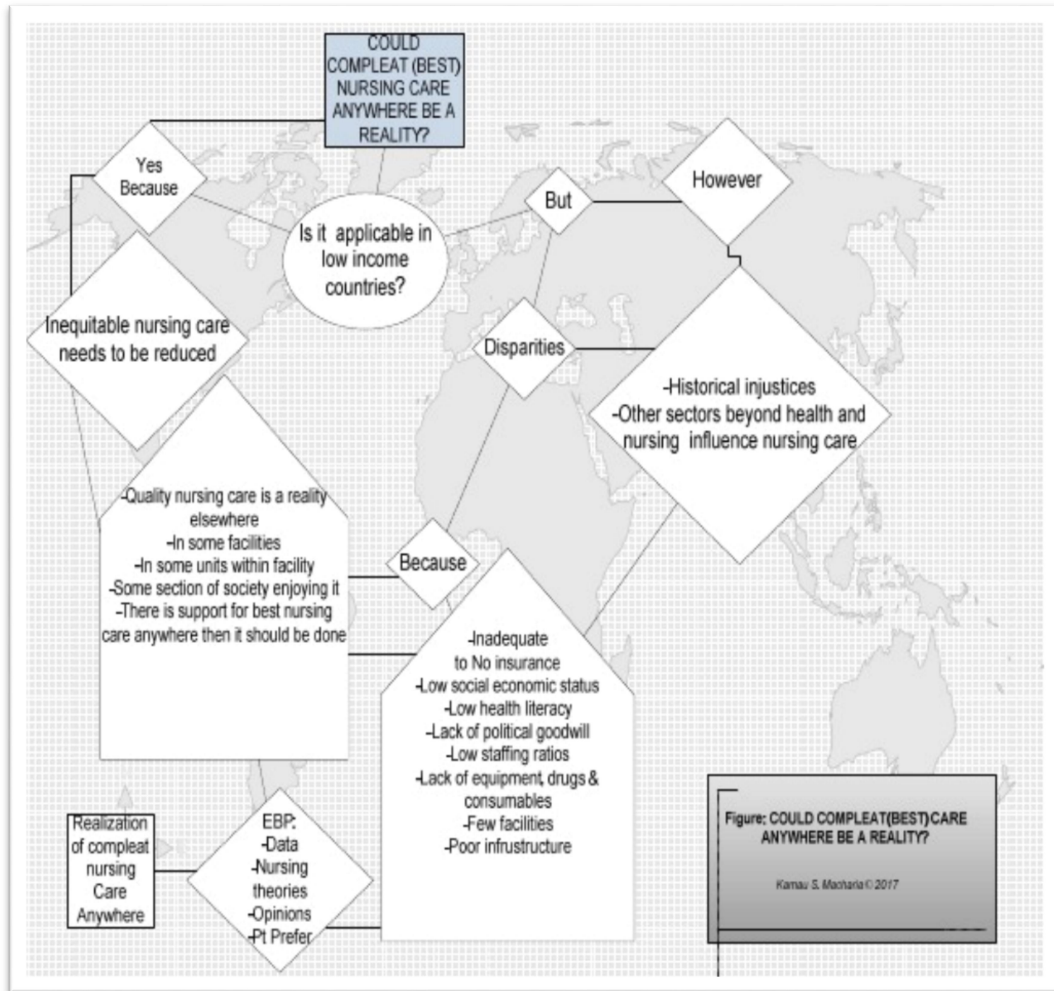 COULD
COMPLEAT (BEST)
NURSING CARE
ANYWHERE BE A
REALITY?
Yes
Because
Is it applicable in
low income
countries?
But
However
Inequitable nursing care
needs to be reduced
Disparities
-Historical injustices
-Other sectors beyond health and
nursing influence nursing care
-Quality nursing care is a reality
elsewhere
-In some facilities
-In some units within facility
-Some section of society enjoying it
-There is support for best nursing
care anywhere then it should be done
Because
-Inadequate
to No insurance
-Low social economic status
-Low health literacy
-Lack of political goodwill
-Low staffing ratios
-Lack of equipment, drugs &
consumables
-Few facilities
-Poor infrustructure
Realization
of compleat
nursing
Care
Anywhere
EBP:
-Data
-Nursing
theories
-Opinions
-Pt Prefer
Figure: COULD COMPLEAT(BEST)CARE
ANYWHERE BE A REALITY?
Kamau S. Macharia© 2017